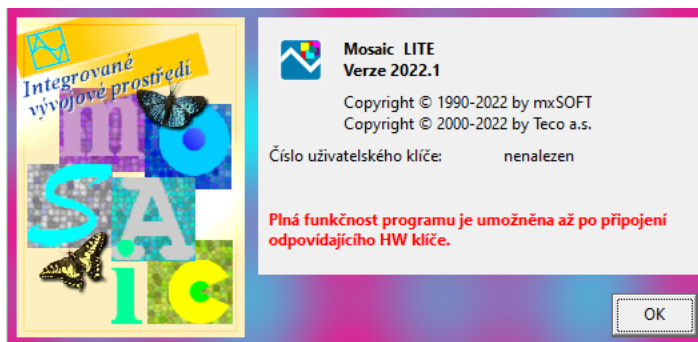 Integrované
vývojové prostředí
mosaic
Mosaic LITE
Verze 2022.1
Copyright © 1990-2022 by mxSOFT
Copyright © 2000-2022 by Teco a.s.
Číslo uživatelského klíče: nenalezen
Plná funkčnost programu je umožněna až po připojení
odpovídajícího HW klíče.
OK